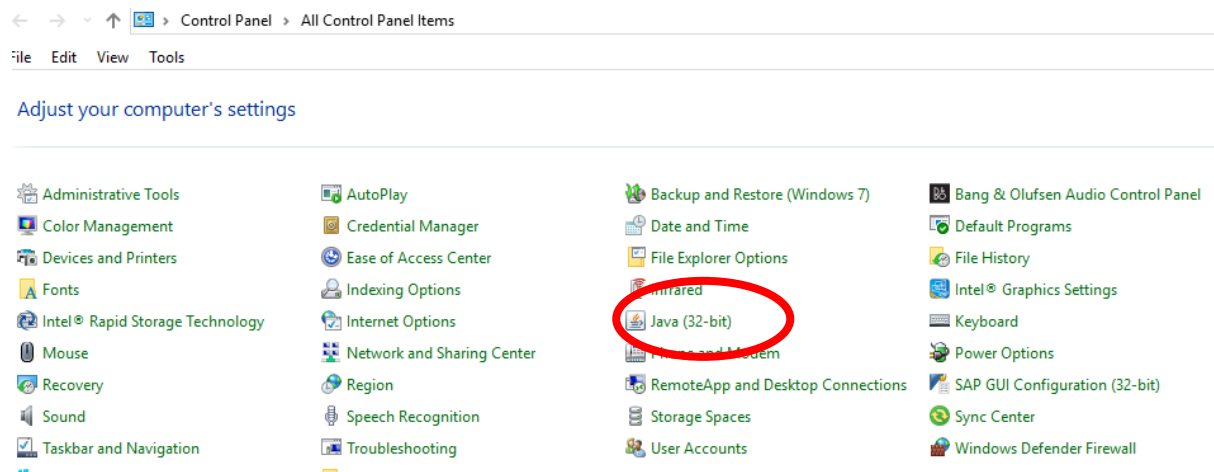 Control Panel > All Control Panel Items
File Edit View Tools
Adjust your computer's settings
Administrative Tools AutoPlay Backup and Restore (Windows 7) Bang & Olufsen Audio Control Panel
Color Management Credential Manager Date and Time Default Programs
Devices and Printers Ease of Access Center File Explorer Options File History
Fonts Indexing Options Infrared Intel® Graphics Settings
Intel® Rapid Storage Technology Internet Options Java (32-bit) Keyboard
Mouse Network and Sharing Center Phone and Modem Power Options
Recovery Region RemoteApp and Desktop Connections SAP GUI Configuration (32-bit)
Sound Speech Recognition Storage Spaces Sync Center
Taskbar and Navigation Troubleshooting User Accounts Windows Defender Firewall